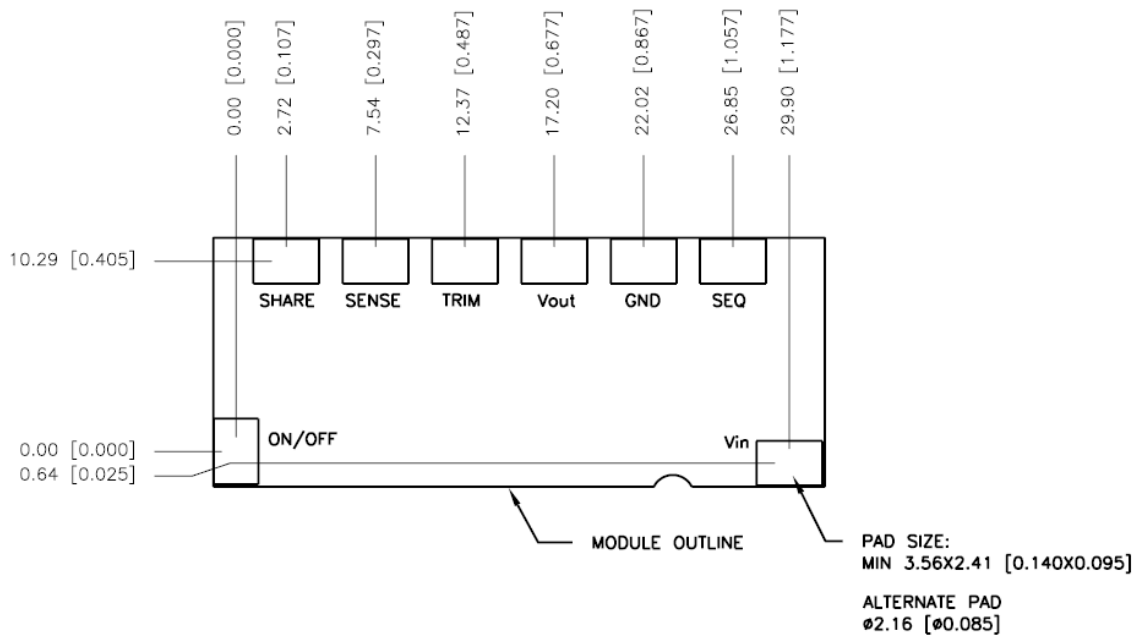 0.00 [0.000]
2.72 [0.107]
7.54 [0.297]
12.37 [0.487]
17.20 [0.677]
22.02 [0.867]
26.85 [1.057]
29.90 [1.177]
10.29 [0.405]
SHARE
SENSE
TRIM
Vout
GND
SEQ
ON/OFF
Vin
0.00 [0.000]
0.64 [0.025]
MODULE OUTLINE
PAD SIZE:
MIN 3.56X2.41 [0.140X0.095]
ALTERNATE PAD
ø2.16 [ø0.085]